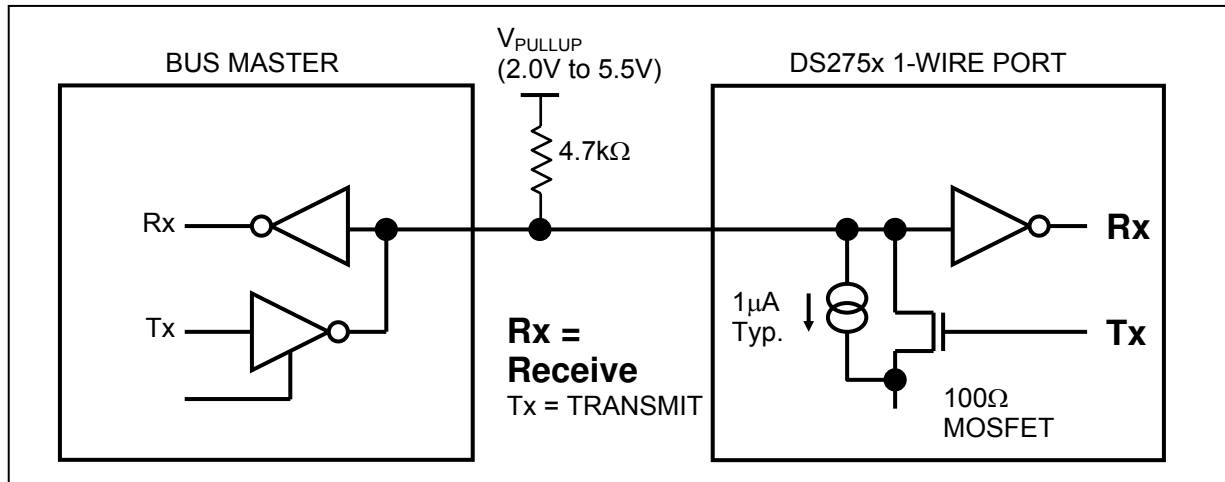 BUS MASTER
V_PULLUP
(2.0V to 5.5V)
DS275x 1-WIRE PORT
4.7kΩ
Rx
Tx
Rx =
Receive
Tx = TRANSMIT
1μA
Typ.
Rx
Tx
100Ω
MOSFET